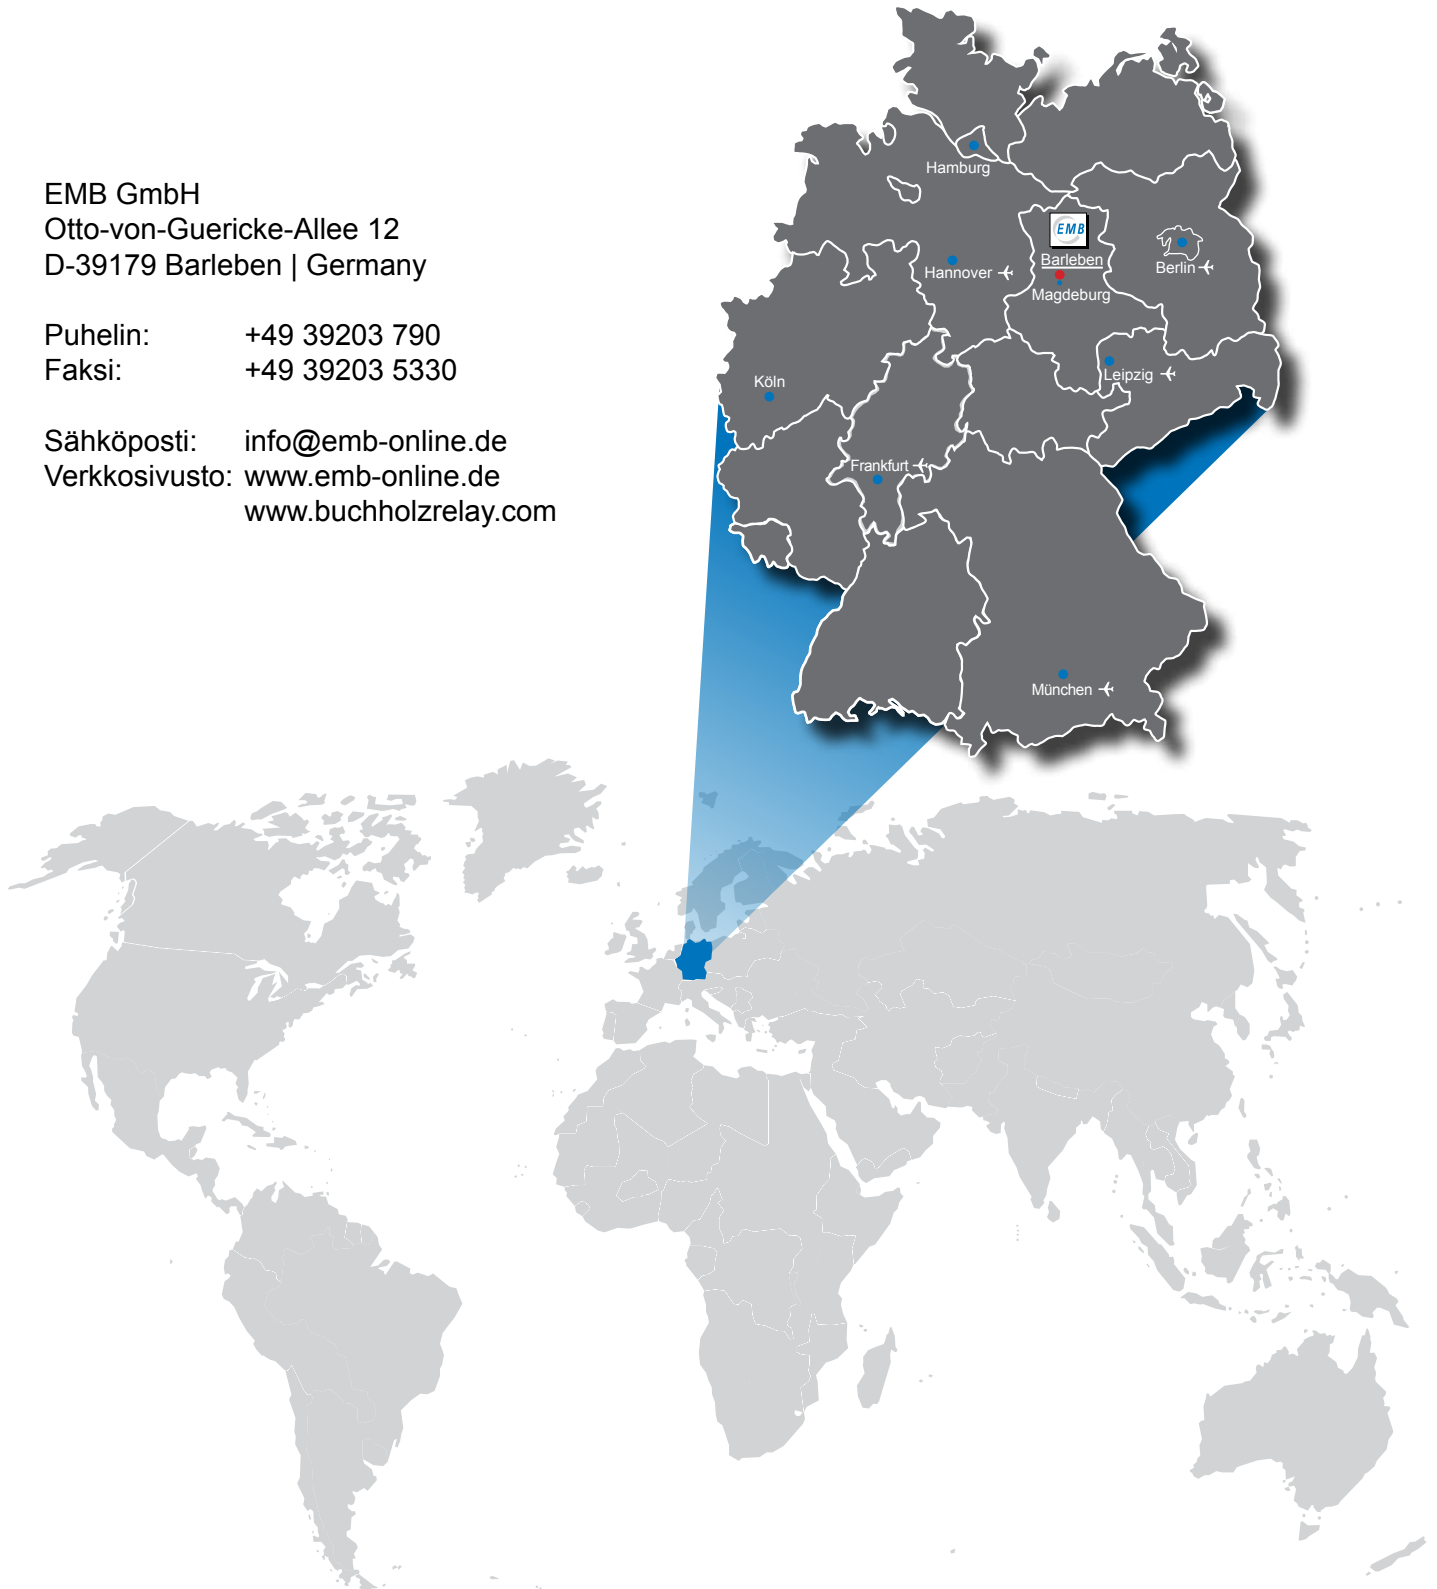 EMB GmbH
Otto-von-Guericke-Allee 12
D-39179 Barleben | Germany
Puhelin: +49 39203 790
Faksi: +49 39203 5330
Sähköposti: info@emb-online.de
Verkkosivusto: www.emb-online.de
www.buchholzrelay.com
Hamburg
EMB
Barleben
Hannover
Berlin
Magdeburg
Köln
Leipzig
Frankfurt
München